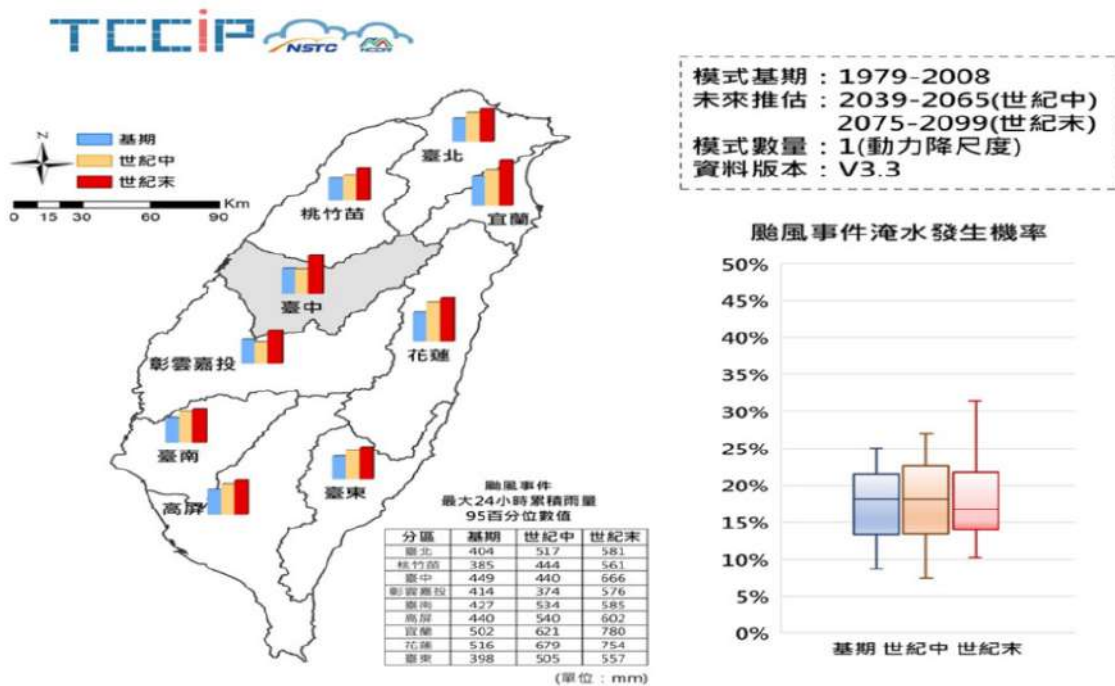 TCCIP NSTC NCDR
模式基期：1979-2008
未來推估：2039-2065(世紀中)
2075-2099(世紀末)
模式數量：1(動力降尺度)
資料版本：V3.3
Z
基期
世紀中
世紀末
Km
0 15 30 60 90
臺北
桃竹苗
宜蘭
臺中
花蓮
彰雲嘉投
臺南
高屏
臺東
颱風事件
最大24小時累積雨量
95百分位數值
分區 基期 世紀中 世紀末
臺北 404 517 581
桃竹苗 385 444 561
臺中 449 440 666
彰雲嘉投 414 374 576
臺南 427 534 585
高屏 440 540 602
宜蘭 502 621 780
花蓮 516 679 754
臺東 398 505 557
(單位：mm)
颱風事件淹水發生機率
50%
45%
40%
35%
30%
25%
20%
15%
10%
5%
0%
基期 世紀中 世紀末